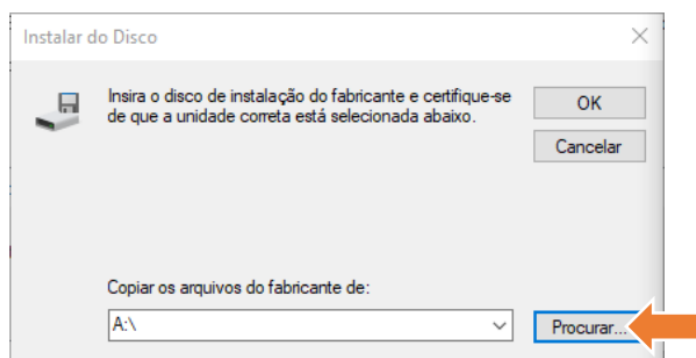 Instalar do Disco
Insira o disco de instalação do fabricante e certifique-se
de que a unidade correta está selecionada abaixo.
OK
Cancelar
Copiar os arquivos do fabricante de:
A:\
Procurar...